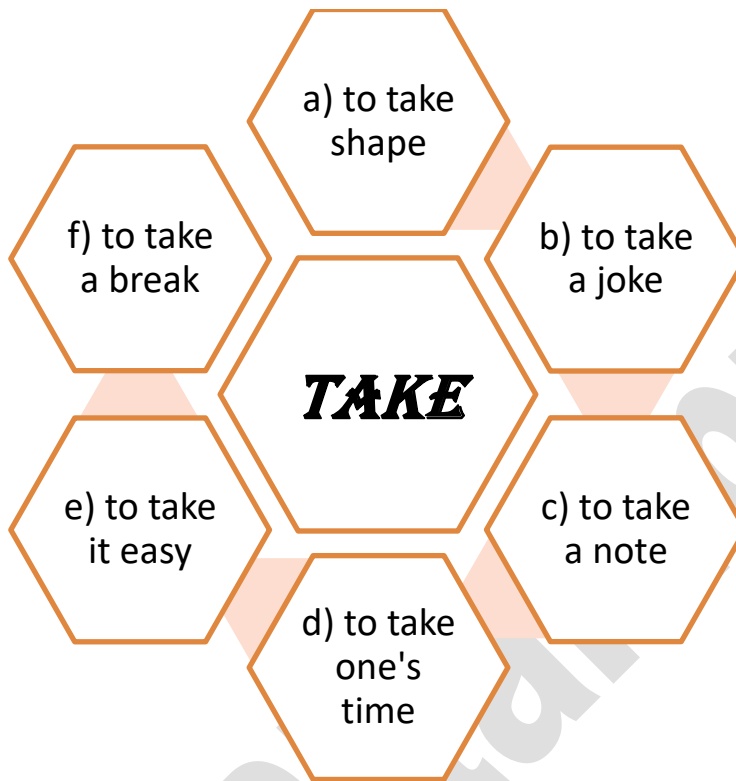 a) to take
shape
b) to take
a joke
c) to take
a note
d) to take
one's
time
e) to take
it easy
f) to take
a break
TAKE